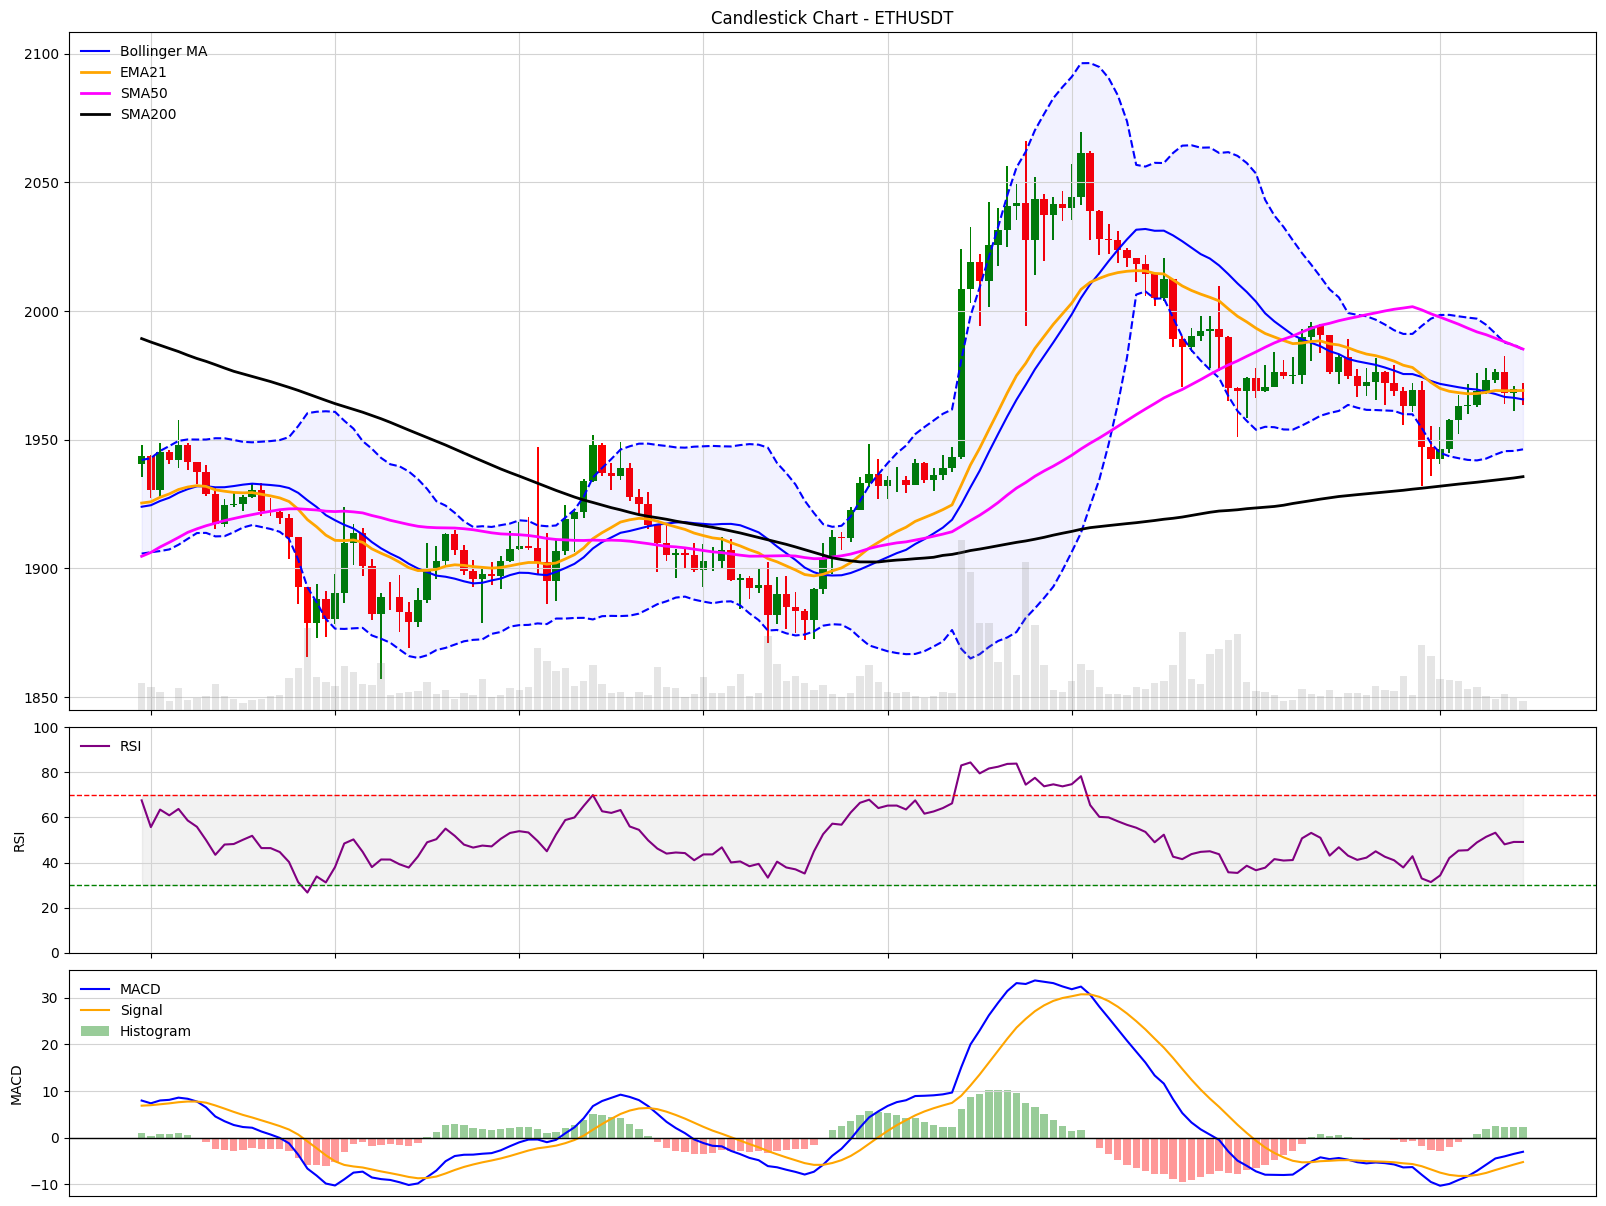 Candlestick Chart - ETHUSDT
Bollinger MA
EMA21
SMA50
SMA200
2100
2050
2000
1950
1900
1850
RSI
RSI
100
80
60
40
20
0
MACD
Signal
Histogram
MACD
30
20
10
0
−10